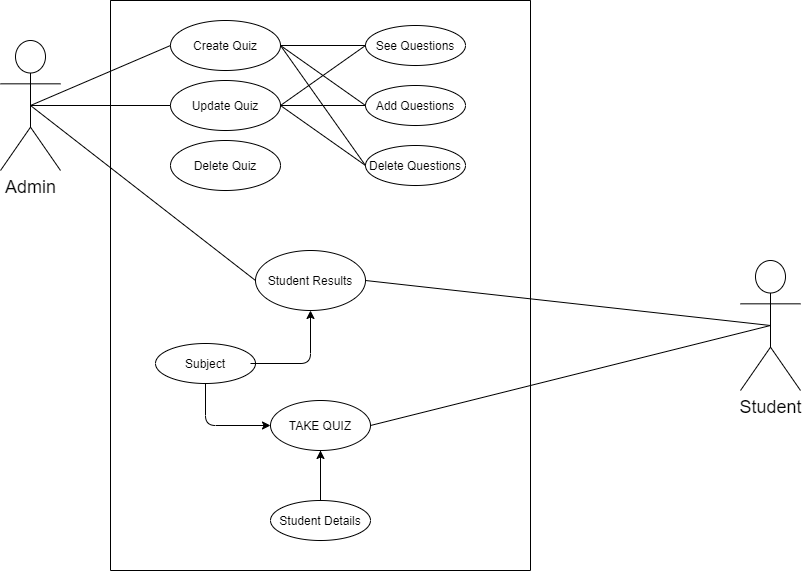 Create Quiz
See Questions
Update Quiz
Add Questions
Delete Quiz
Delete Questions
Admin
Student Results
Subject
Student
TAKE QUIZ
Student Details